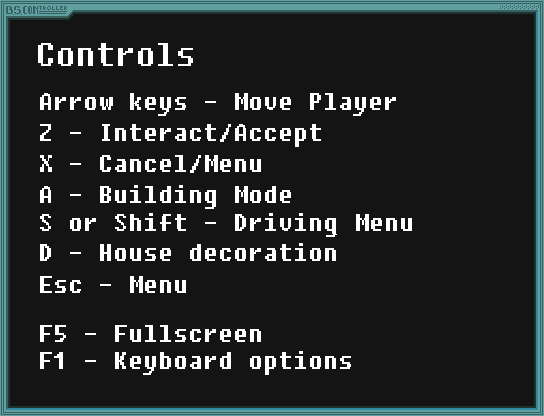 BS.CONTROLLER
Controls
Arrow keys - Move Player
Z - Interact/Accept
X - Cancel/Menu
A - Building Mode
S or Shift - Driving Menu
D - House decoration
Esc - Menu
F5 - Fullscreen
F1 - Keyboard options